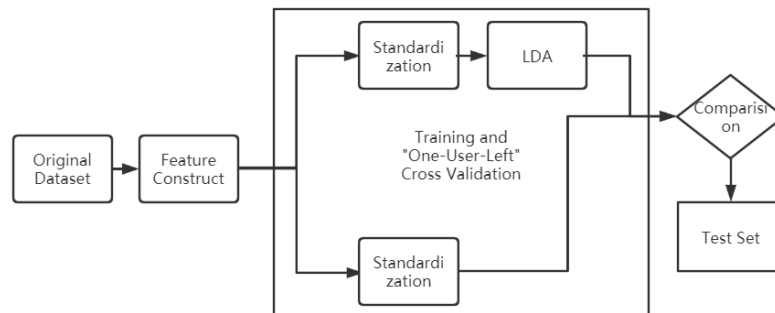 Original
Dataset
Feature
Construct
Standardi
zation
LDA
Training and
"One-User-Left"
Cross Validation
Standardi
zation
Comparisi
on
Test Set